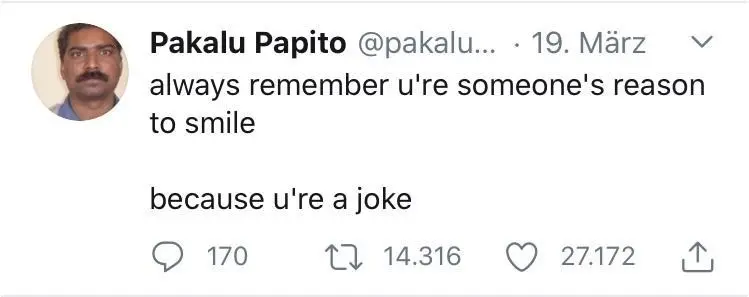 Pakalu Papito @pakalu... · 19. März
always remember u're someone's reason
to smile
because u're a joke
170 14.316 27.172